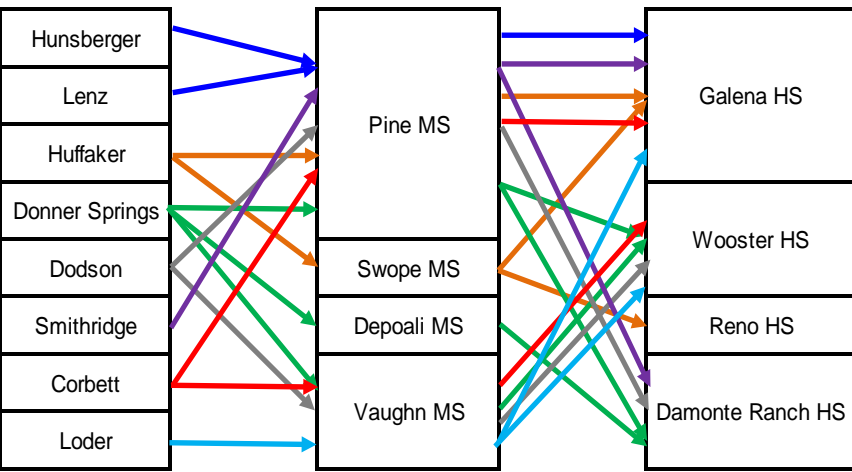 Hunsberger
Lenz
Huffaker
Donner Springs
Dodson
Smithridge
Corbett
Loder
Pine MS
Swope MS
Depoali MS
Vaughn MS
Galena HS
Wooster HS
Reno HS
Damonte Ranch HS